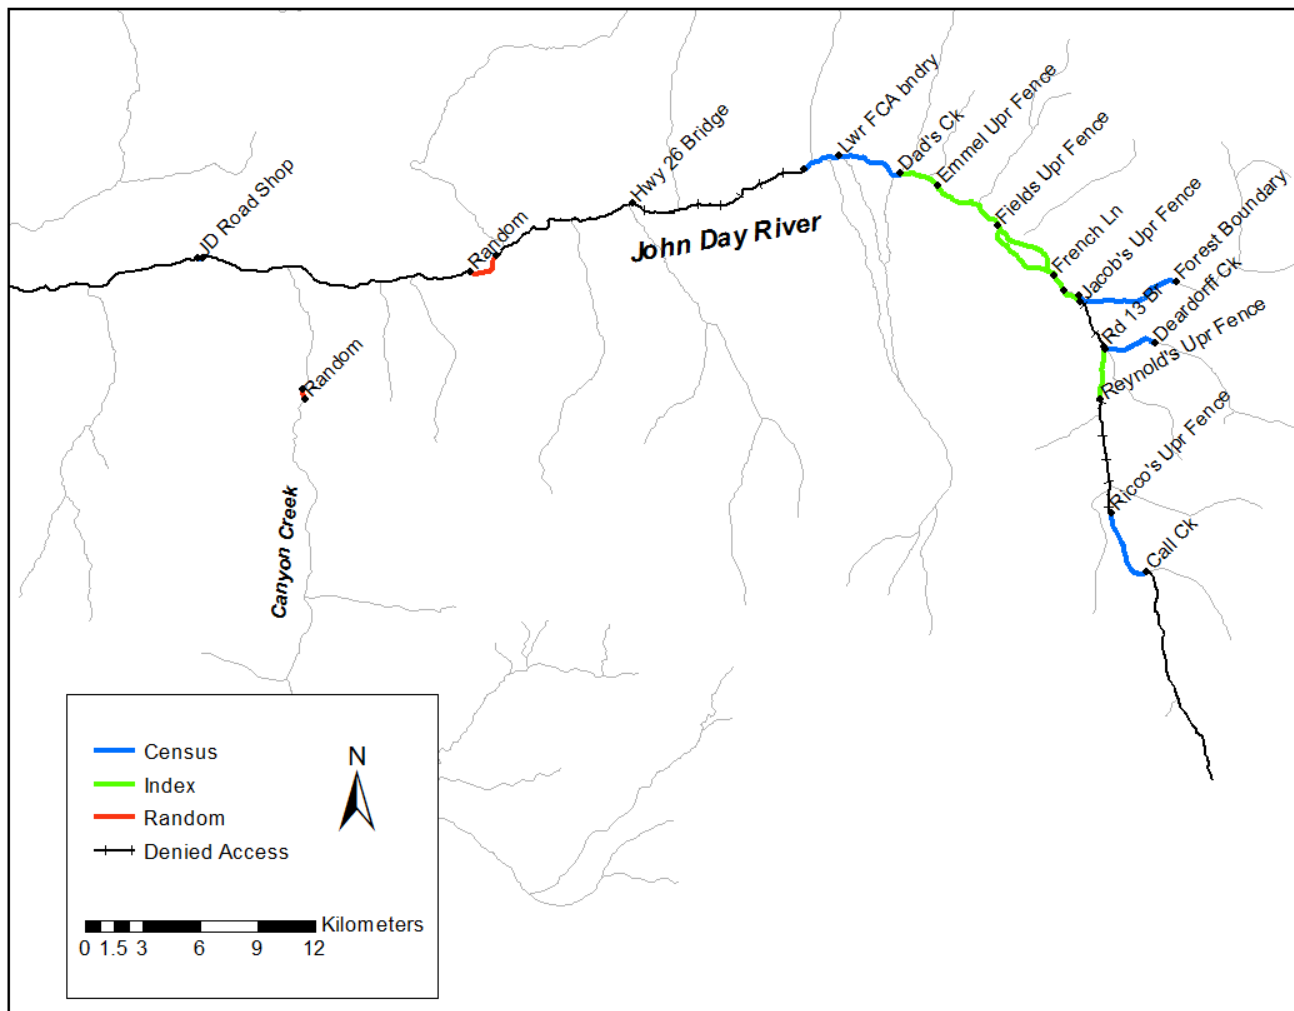 Lwr FCA bndry
Dad's Ck
Emmel Upr Fence
Fields Upr Fence
French Ln
Jacob's Upr Fence
Forest Boundary
Rd 13 Br
Deardorff Ck
Reynold's Upr Fence
Ricco's Upr Fence
Call Ck
Hwy 26 Bridge
John Day River
Random
JD Road Shop
Random
Canyon Creek
Census
Index
Random
Denied Access
N
Kilometers
0 1.5 3 6 9 12